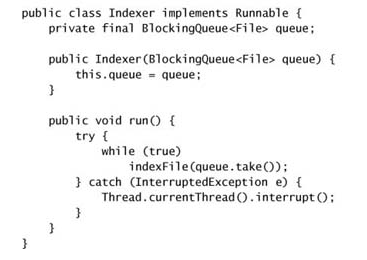 public class Indexer implements Runnable {
    private final BlockingQueue<File> queue;

    public Indexer(BlockingQueue<File> queue) {
        this.queue = queue;
    }

    public void run() {
        try {
            while (true)
                indexFile(queue.take());
        } catch (InterruptedException e) {
            Thread.currentThread().interrupt();
        }
    }
}